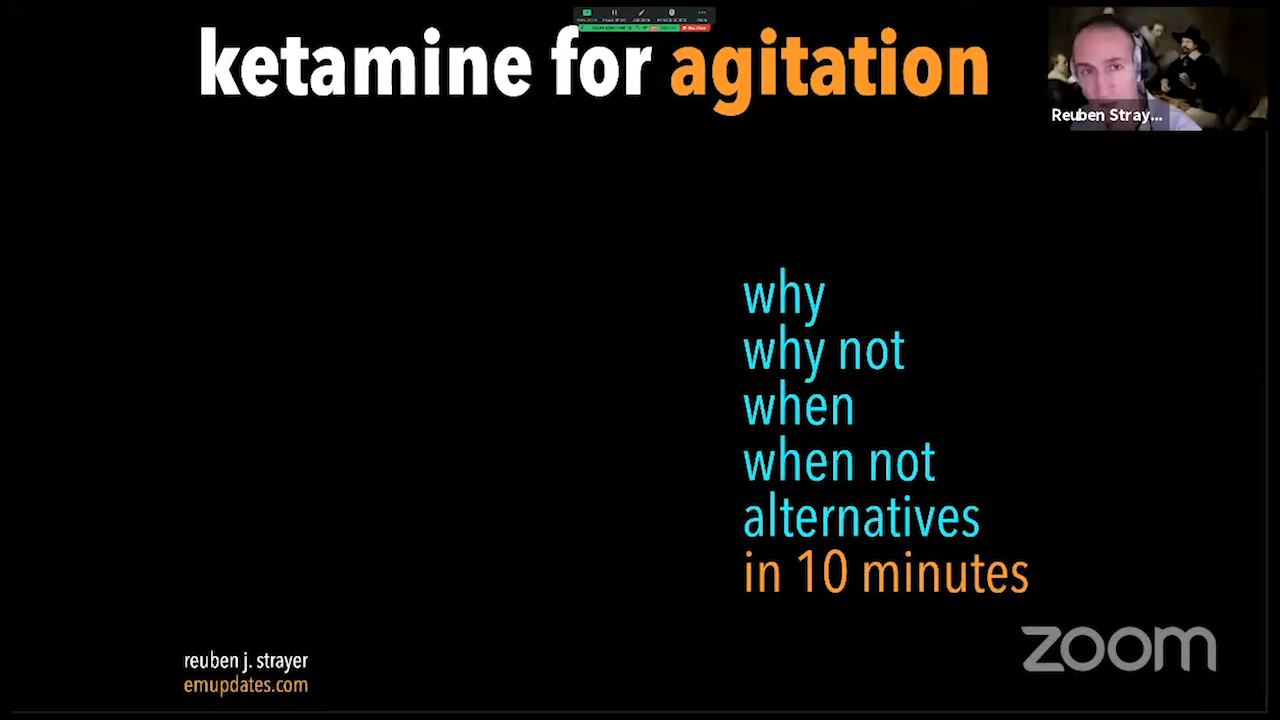 ketamine for agitation
Reuben Stray...
why
why not
when
when not
alternatives
in 10 minutes
zoom
reuben j. strayer
emupdates.com